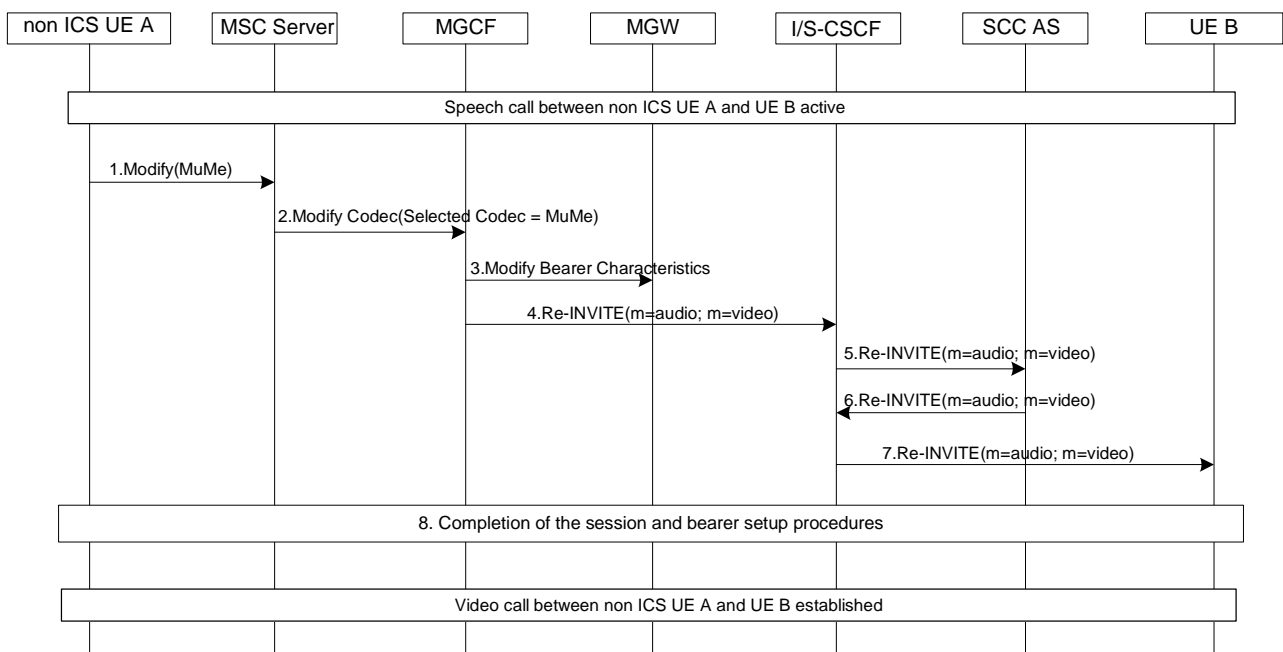 non ICS UE A
MSC Server
MGCF
MGW
I/S-CSCF
SCC AS
UE B
Speech call between non ICS UE A and UE B active
1.Modify(MuMe)
2.Modify Codec(Selected Codec = MuMe)
3.Modify Bearer Characteristics
4.Re-INVITE(m=audio; m=video)
5.Re-INVITE(m=audio; m=video)
6.Re-INVITE(m=audio; m=video)
7.Re-INVITE(m=audio; m=video)
8. Completion of the session and bearer setup procedures
Video call between non ICS UE A and UE B established